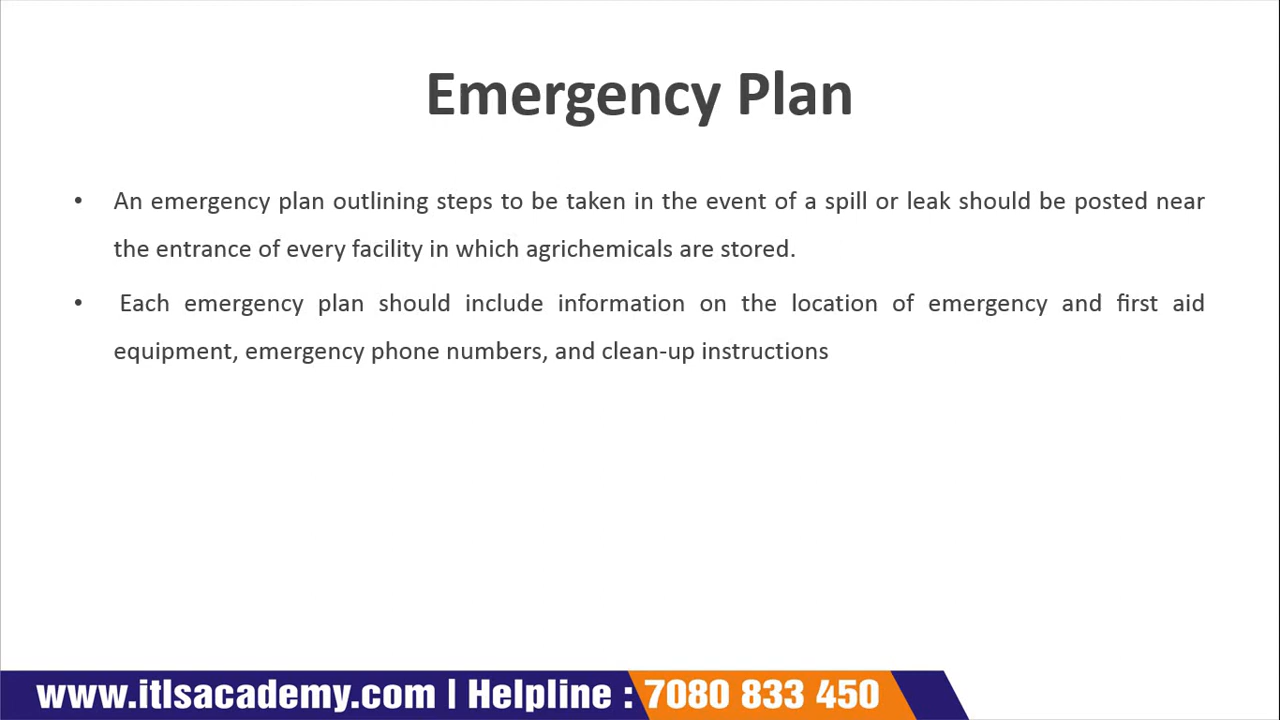 Emergency Plan
• An emergency plan outlining steps to be taken in the event of a spill or leak should be posted near
the entrance of every facility in which agrichemicals are stored.
• Each emergency plan should include information on the location of emergency and first aid
equipment, emergency phone numbers, and clean-up instructions
www.itlsacademy.com | Helpline : 7080 833 450